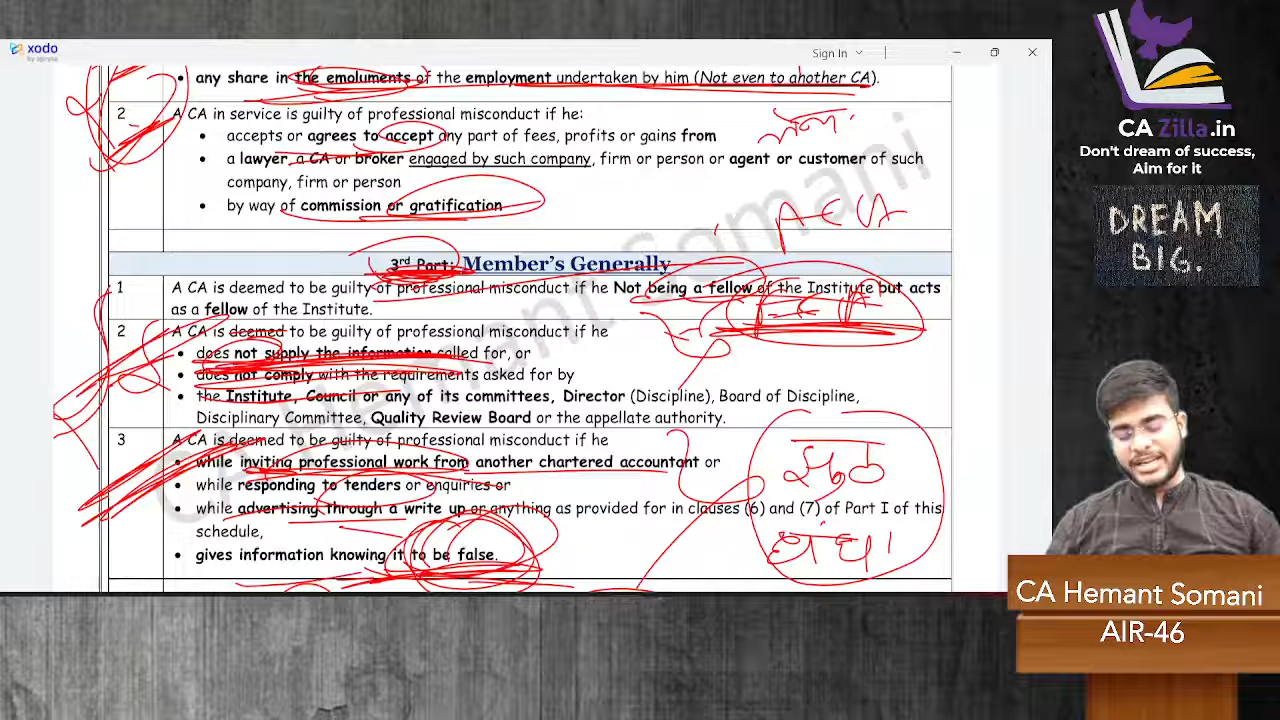 xodo
by apryse
Sign In
any share in the emoluments of the employment undertaken by him (Not even to another CA).
2 A CA in service is guilty of professional misconduct if he:
accepts or agrees to accept any part of fees, profits or gains from
a lawyer, a CA or broker engaged by such company, firm or person or agent or customer of such
company, firm or person
by way of commission or gratification
3rd Part: Member's Generally
1 A CA is deemed to be guilty of professional misconduct if he Not being a fellow of the Institute but acts
as a fellow of the Institute.
2 A CA is deemed to be guilty of professional misconduct if he
does not supply the information called for, or
does not comply with the requirements asked for by
the Institute, Council or any of its committees, Director (Discipline), Board of Discipline,
Disciplinary Committee, Quality Review Board or the appellate authority.
3 A CA is deemed to be guilty of professional misconduct if he
while inviting professional work from another chartered accountant or
while responding to tenders or enquiries or
while advertising through a write up or anything as provided for in clauses (6) and (7) of Part I of this
schedule,
gives information knowing it to be false.
CA Hemant Somani
ACA
FCA
CA Zilla.in
Don't dream of success,
Aim for it
DREAM
BIG.
CA Hemant Somani
AIR-46